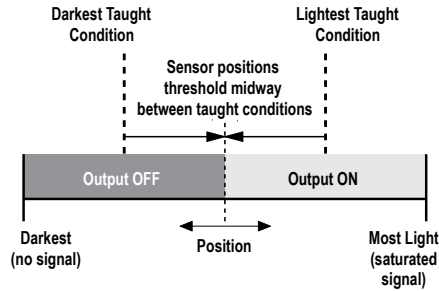 Darkest Taught
Condition
Lightest Taught
Condition
Sensor positions
threshold midway
between taught conditions
Output OFF
Output ON
Darkest
(no signal)
Position
Most Light
(saturated
signal)